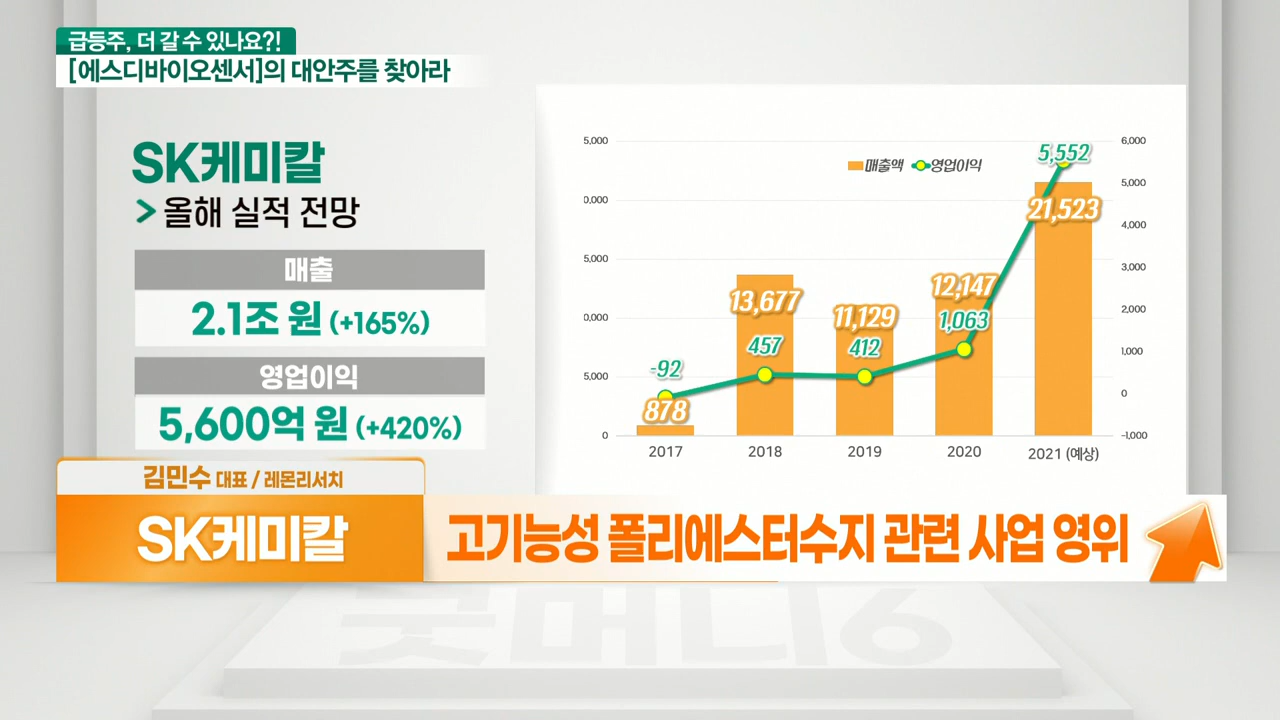 급등주, 더 갈 수 있나요?!
[에스디바이오센서]의 대안주를 찾아라
SK케미칼
> 올해 실적 전망
매출
2.1조 원 (+165%)
영업이익
5,600억 원 (+420%)
매출액 영업이익
5,000
0,000
5,000
0,000
5,000
0
6,000
5,000
4,000
3,000
2,000
1,000
0
-1,000
-92
878
13,677
457
11,129
412
12,147
1,063
5,552
21,523
2017 2018 2019 2020 2021 (예상)
김민수 대표 / 레몬리서치
SK케미칼
고기능성 폴리에스터수지 관련 사업 영위
굿머니6